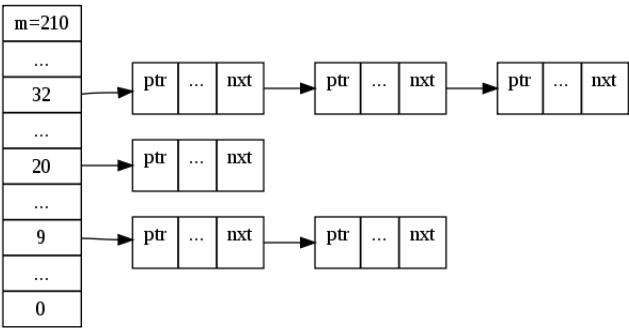 m=210
...
32
ptr ... nxt ptr ... nxt ptr ... nxt
...
20
ptr ... nxt
...
9
ptr ... nxt ptr ... nxt
...
0